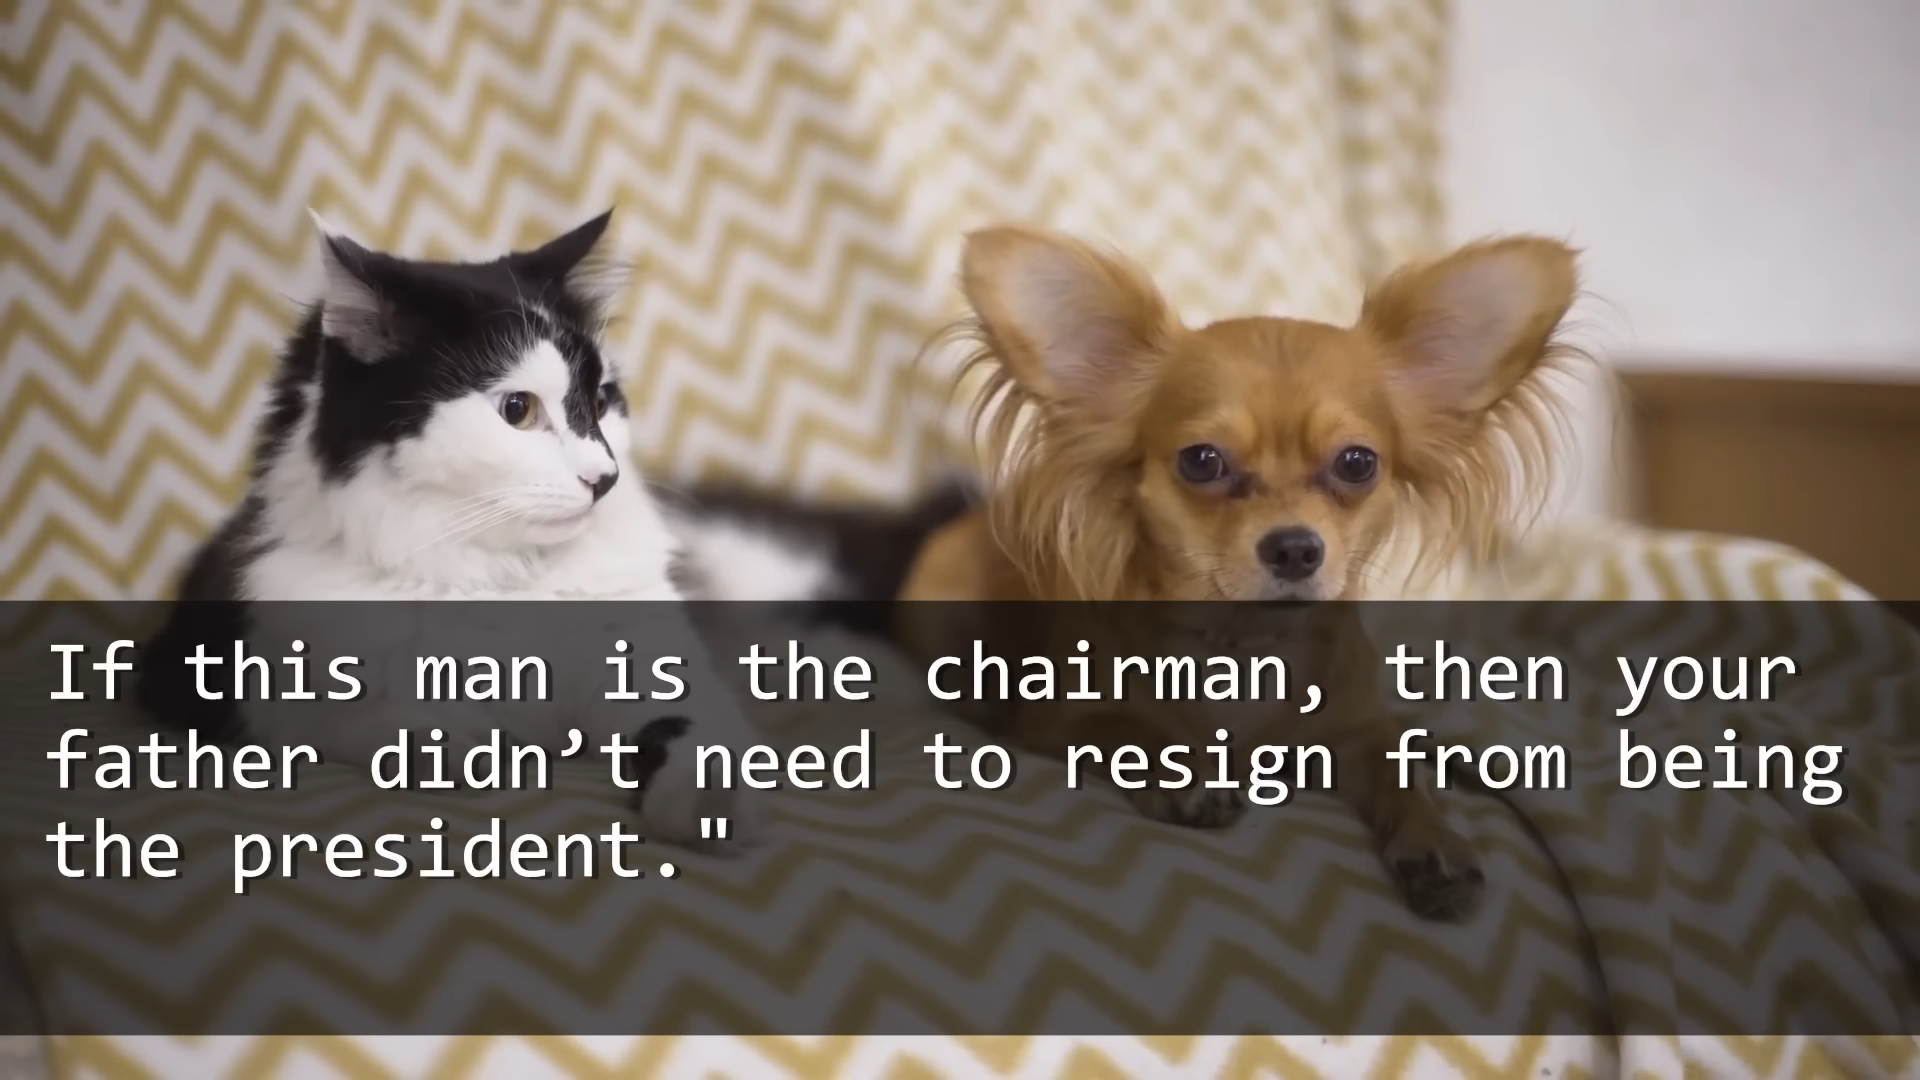 If this man is the chairman, then your
father didn’t need to resign from being
the president."